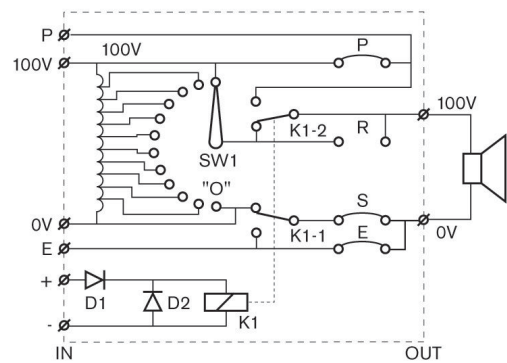 P
100V
100V
P
100V
K1-2
R
SW1
"O"
0V
S
K1-1
0V
E
E
+
D1
D2
K1
-
IN
OUT